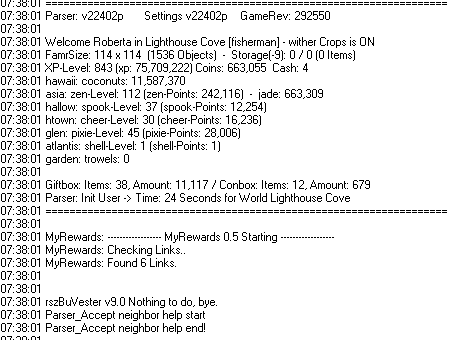 07:38:01 ================================================
07:38:01 Parser: v22402p Settings v22402p GameRev: 292550
07:38:01
07:38:01 Welcome Roberta in Lighthouse Cove [fisherman] - wither Crops is ON
07:38:01 FamrSize: 114 x 114 (1536 Objects) - Storage(-9): 0 / 0 (0 Items)
07:38:01 XP-Level: 843 (xp: 75,709,222) Coins: 663,055 Cash: 4
07:38:01 hawaii: coconuts: 11,587,370
07:38:01 asia: zen-Level: 112 (zen-Points: 242,116) - jade: 663,309
07:38:01 hallow: spook-Level: 37 (spook-Points: 12,254)
07:38:01 htown: cheer-Level: 30 (cheer-Points: 16,236)
07:38:01 glen: pixie-Level: 45 (pixie-Points: 28,006)
07:38:01 atlantis: shell-Level: 1 (shell-Points: 1)
07:38:01 garden: trowels: 0
07:38:01
07:38:01 Giftbox: Items: 38, Amount: 11,117 / Conbox: Items: 12, Amount: 679
07:38:01 Parser: Init User -> Time: 24 Seconds for World Lighthouse Cove
07:38:01 ================================================
07:38:01
07:38:01 MyRewards: ------------------ MyRewards 0.5 Starting ------------------
07:38:01 MyRewards: Checking Links..
07:38:01 MyRewards: Found 6 Links.
07:38:01
07:38:01
07:38:01 rszBuVester v9.0 Nothing to do, bye.
07:38:01 Parser_Accept neighbor help start
07:38:01 Parser_Accept neighbor help end!
07:38:01
07:38:01